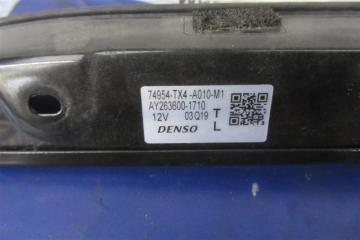 74954-TX4-A010-M1
AY263600-1710
12V 03Q19 T
DENSO L